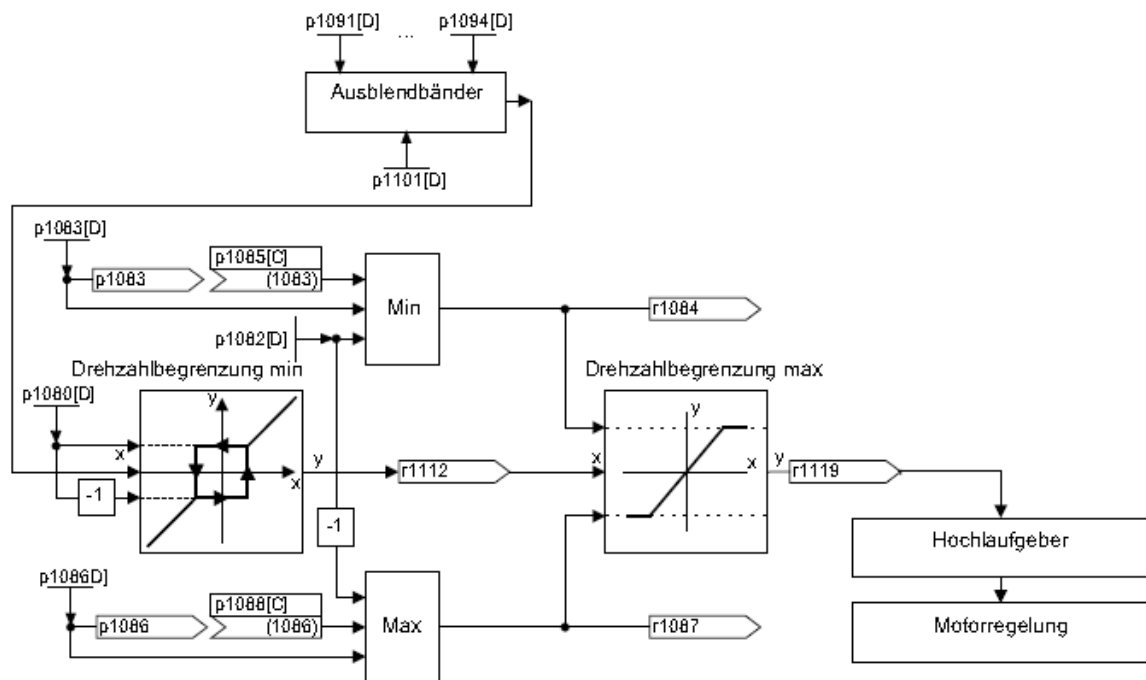 p1091[D] ... p1094[D]
Ausblendbänder
p1101[D]
p1083[D]
p1083
p1085[C]
(1083)
Min
r1084
p1082[D]
Drehzahlbegrenzung min
Drehzahlbegrenzung max
p1080[D]
y
x
x
-1
y
r1112
x
y
x
y
r1119
-1
Hochlaufgeber
p1086D]
p1086
p1088[C]
(1086)
Max
r1087
Motorregelung